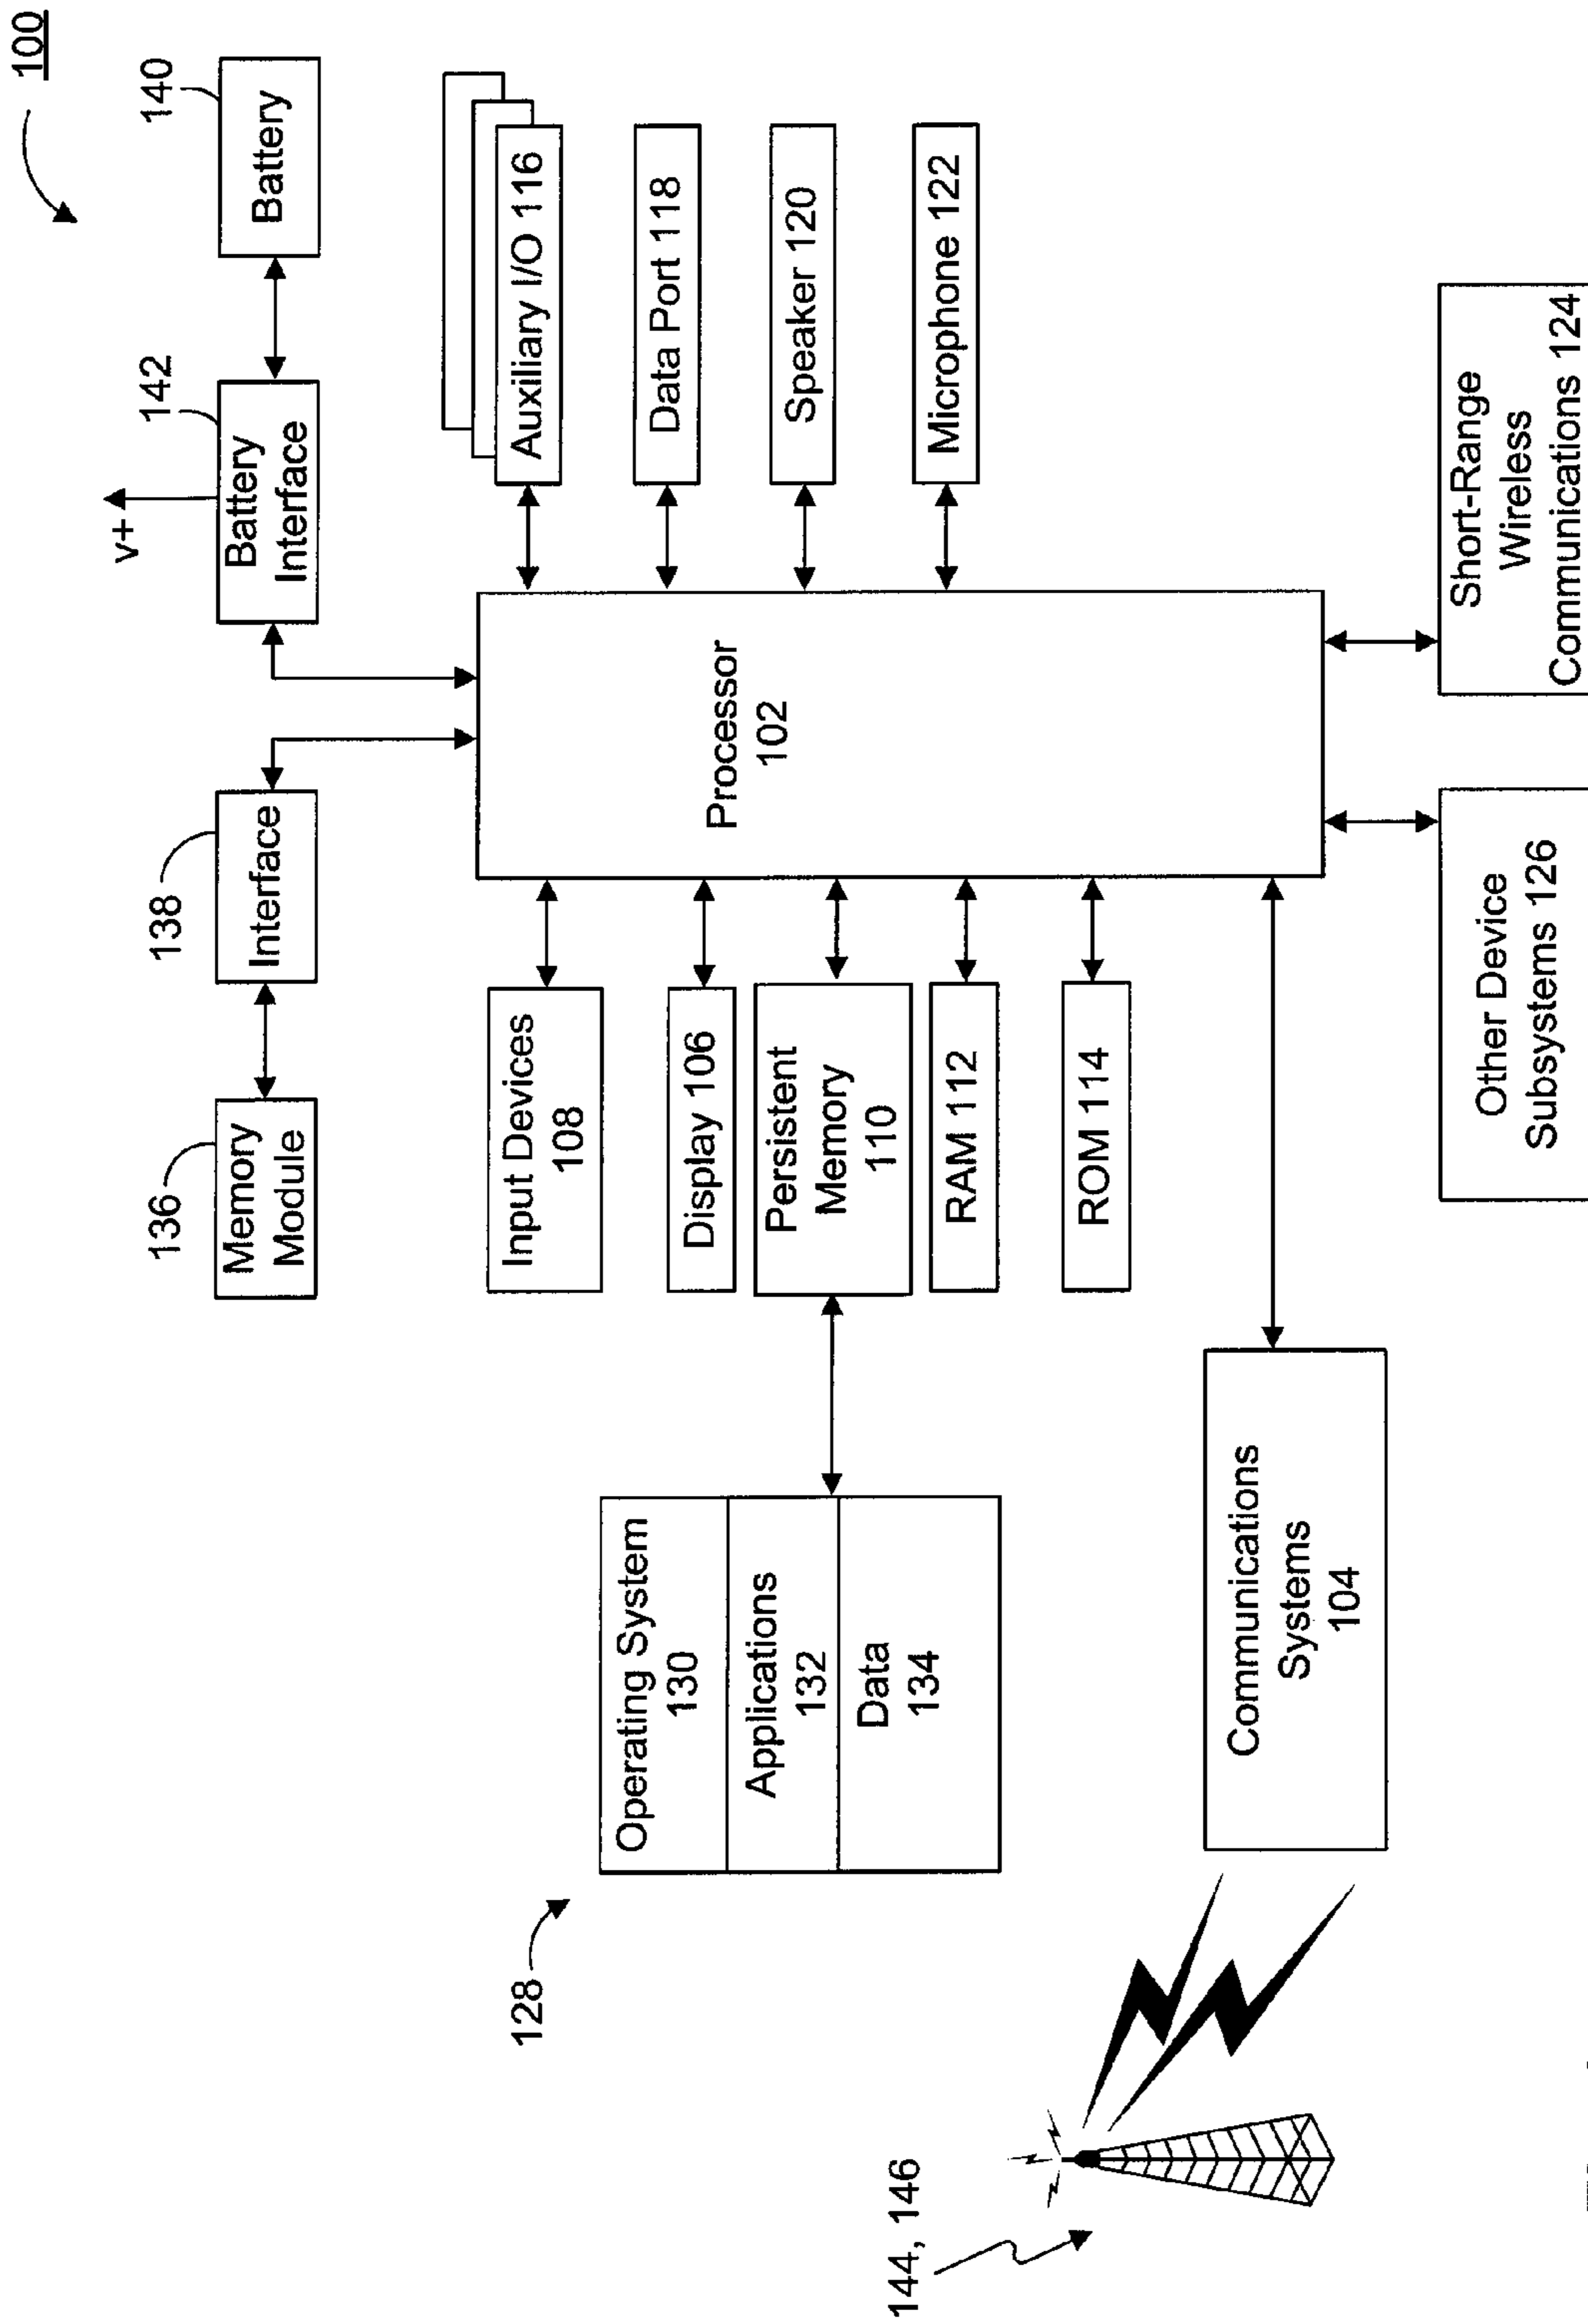 100
136
138
142
140
v+
Memory
Module
Interface
Battery
Interface
Battery
128
Operating System
130
Applications
132
Data
134
Input Devices
108
Display 106
Persistent
Memory
110
RAM 112
ROM 114
Processor
102
Auxiliary I/O 116
Data Port 118
Speaker 120
Microphone 122
144, 146
Communications
Systems
104
Other Device
Subsystems 126
Short-Range
Wireless
Communications 124